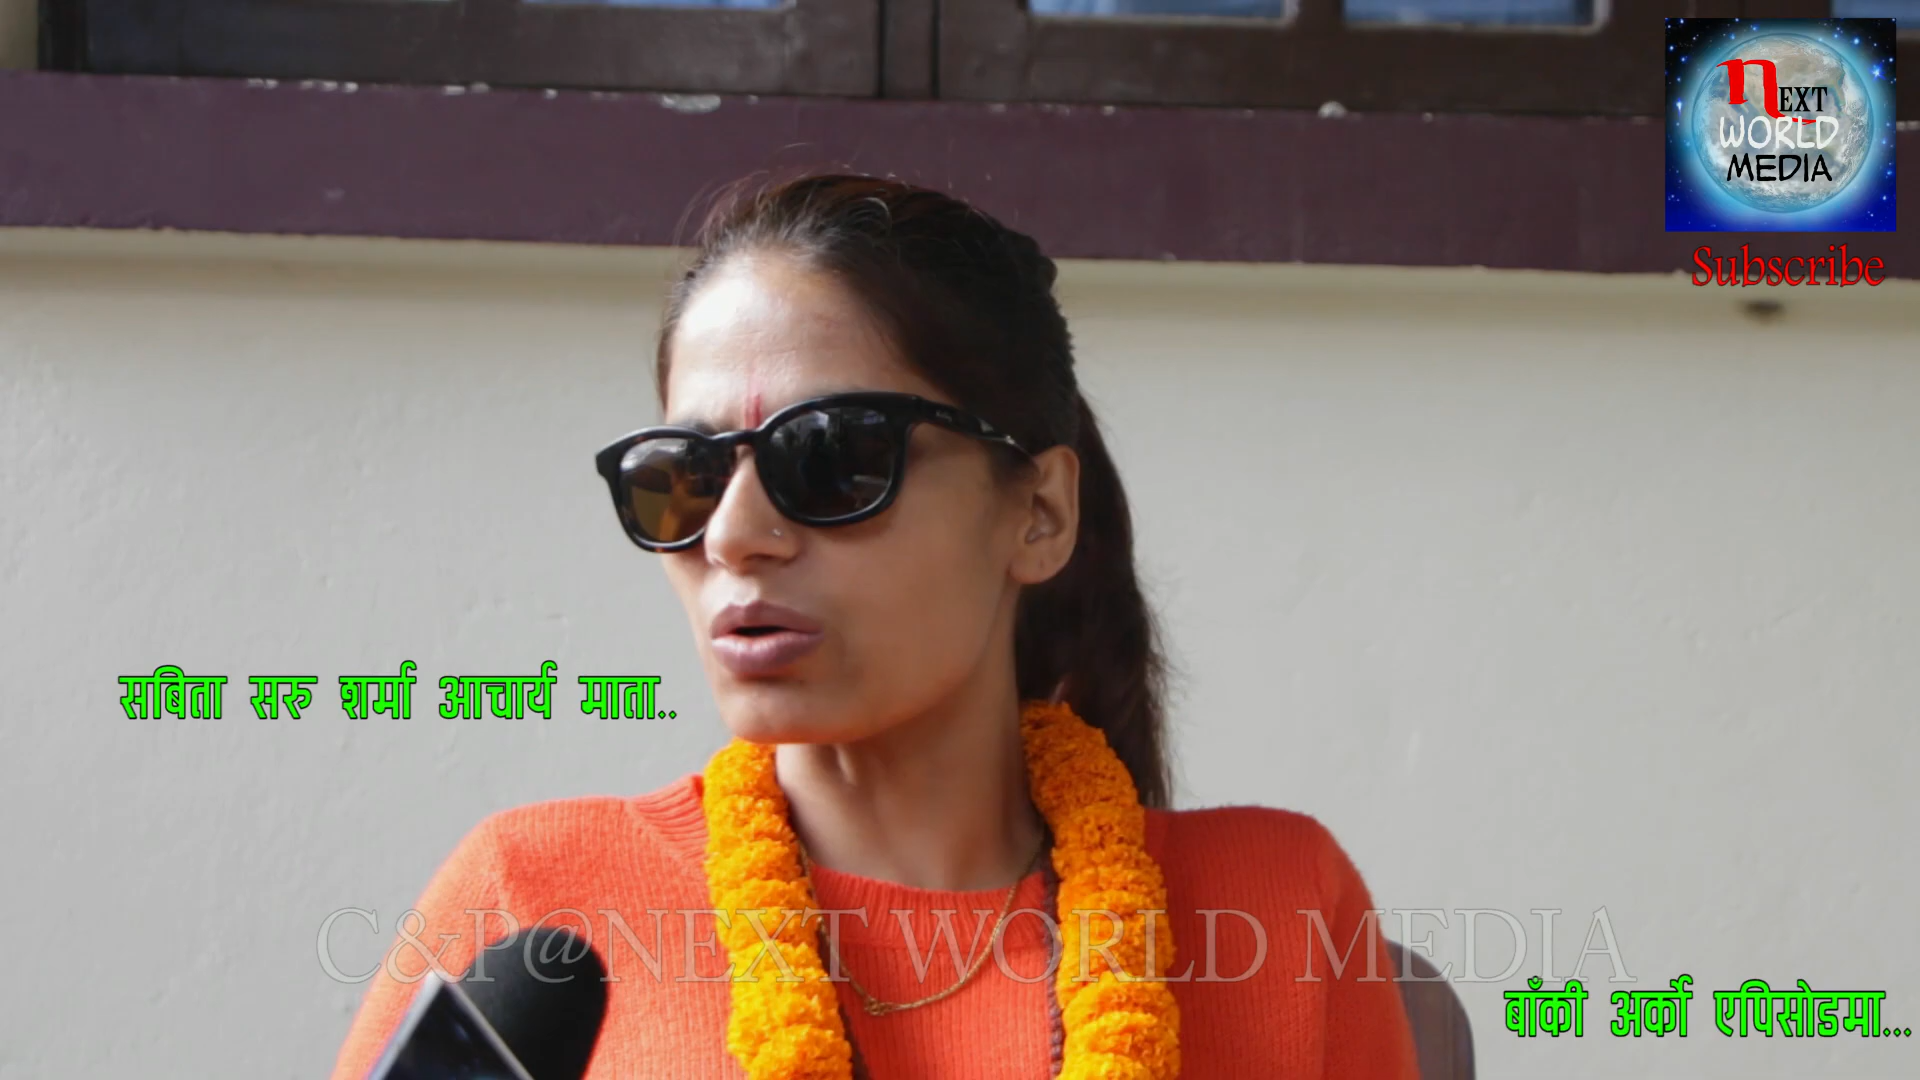 next
WORLD
MEDIA
Subscribe
सबिता सरु शर्मा आचार्य माता..
C&P@NEXT WORLD MEDIA
बाँकी अर्को एपिसोडमा...